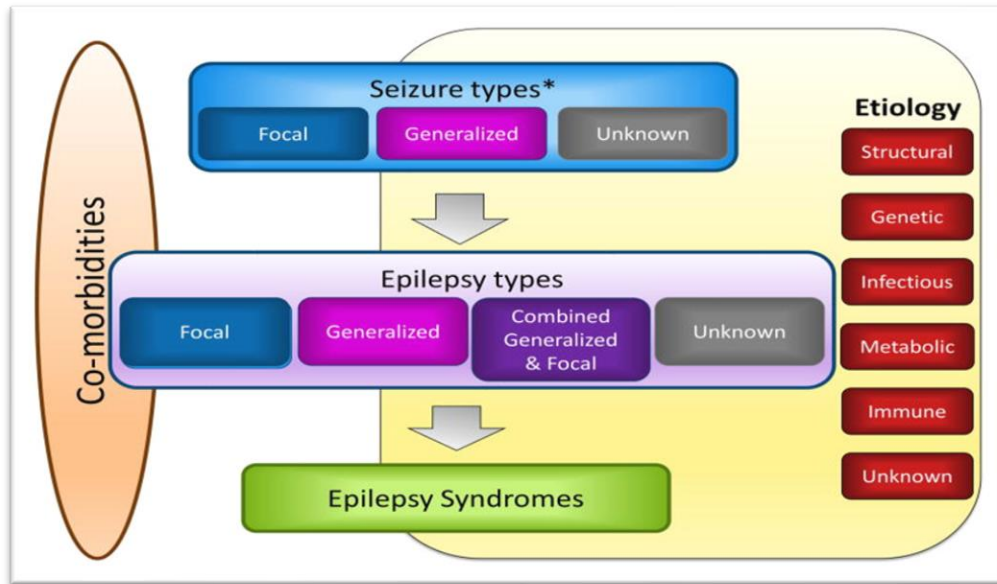 Co-morbidities
Seizure types*
Focal
Generalized
Unknown
Epilepsy types
Focal
Generalized
Combined
Generalized
& Focal
Unknown
Epilepsy Syndromes
Etiology
Structural
Genetic
Infectious
Metabolic
Immune
Unknown